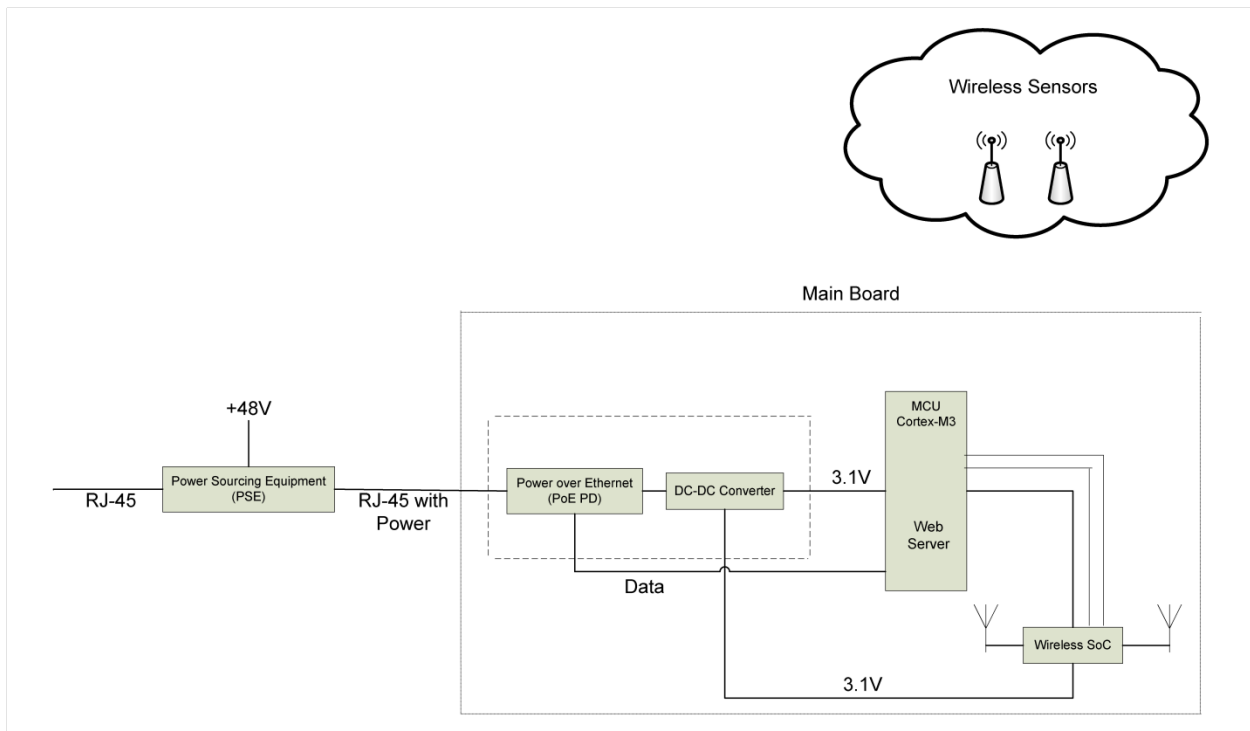 Wireless Sensors
Main Board
+48V
Power Sourcing Equipment
(PSE)
RJ-45
RJ-45 with
Power
Power over Ethernet
(PoE PD)
DC-DC Converter
3.1V
MCU
Cortex-M3
Web
Server
Data
Wireless SoC
3.1V